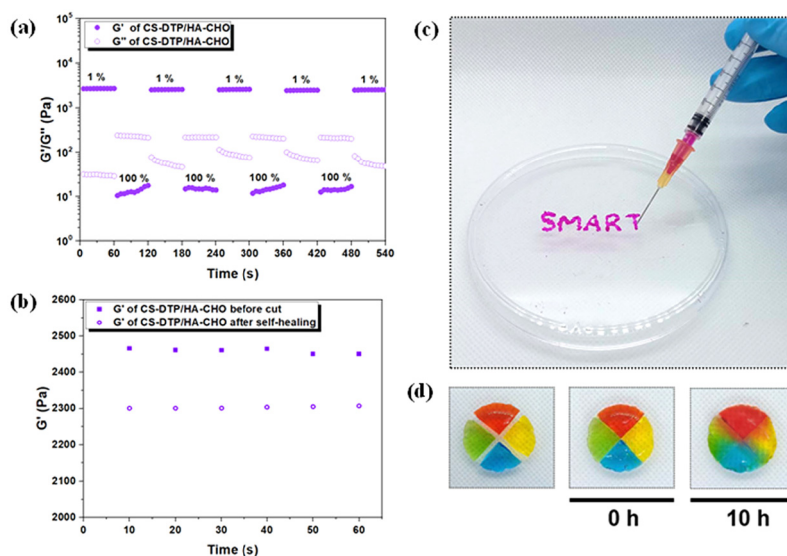 (a)
G' of CS-DTP/HA-CHO
G'' of CS-DTP/HA-CHO
G'/G'' (Pa)
10⁵
10⁴
10³
10²
10¹
10⁰
1 % 1 % 1 % 1 % 1 %
100 % 100 % 100 % 100 %
0 60 120 180 240 300 360 420 480 540
Time (s)
(b)
G' of CS-DTP/HA-CHO before cut
G' of CS-DTP/HA-CHO after self-healing
G' (Pa)
2600
2500
2400
2300
2200
2100
2000
0 10 20 30 40 50 60
Time (s)
(c)
SMART
(d)
0 h 10 h